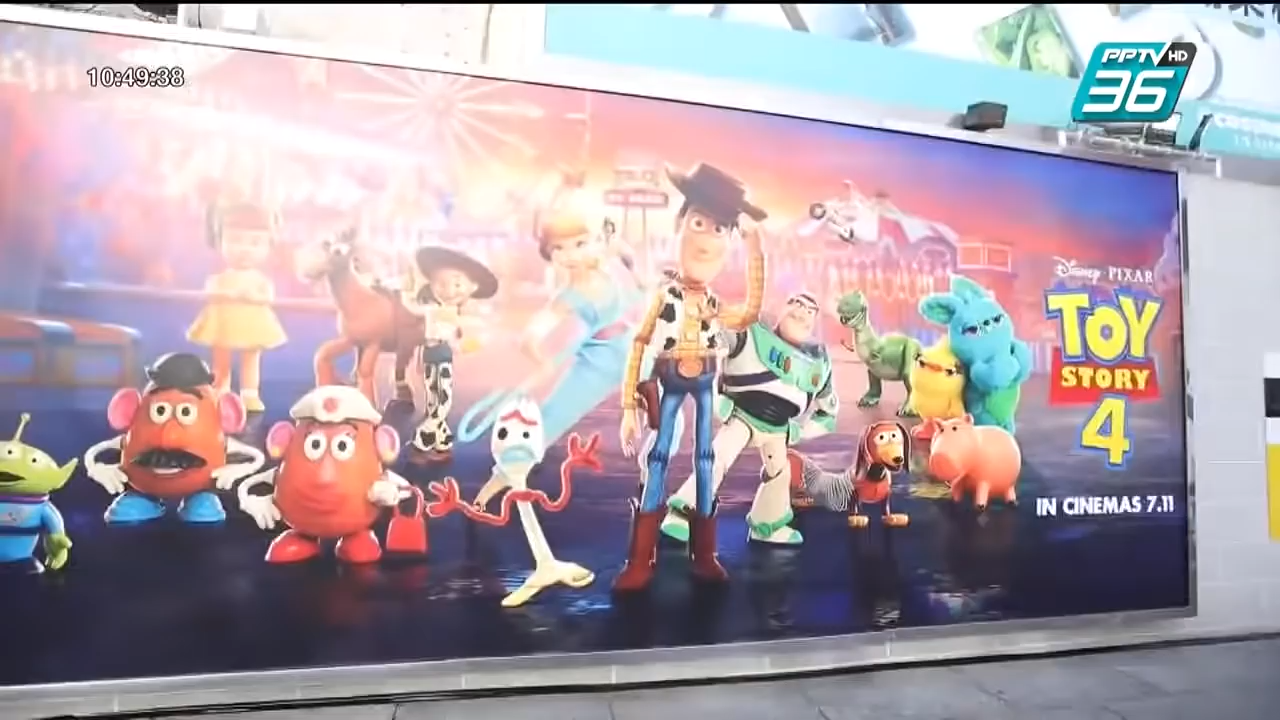 10:49:38
PPTV HD
36
Disney · PIXAR
TOY
STORY
4
IN CINEMAS 7.11